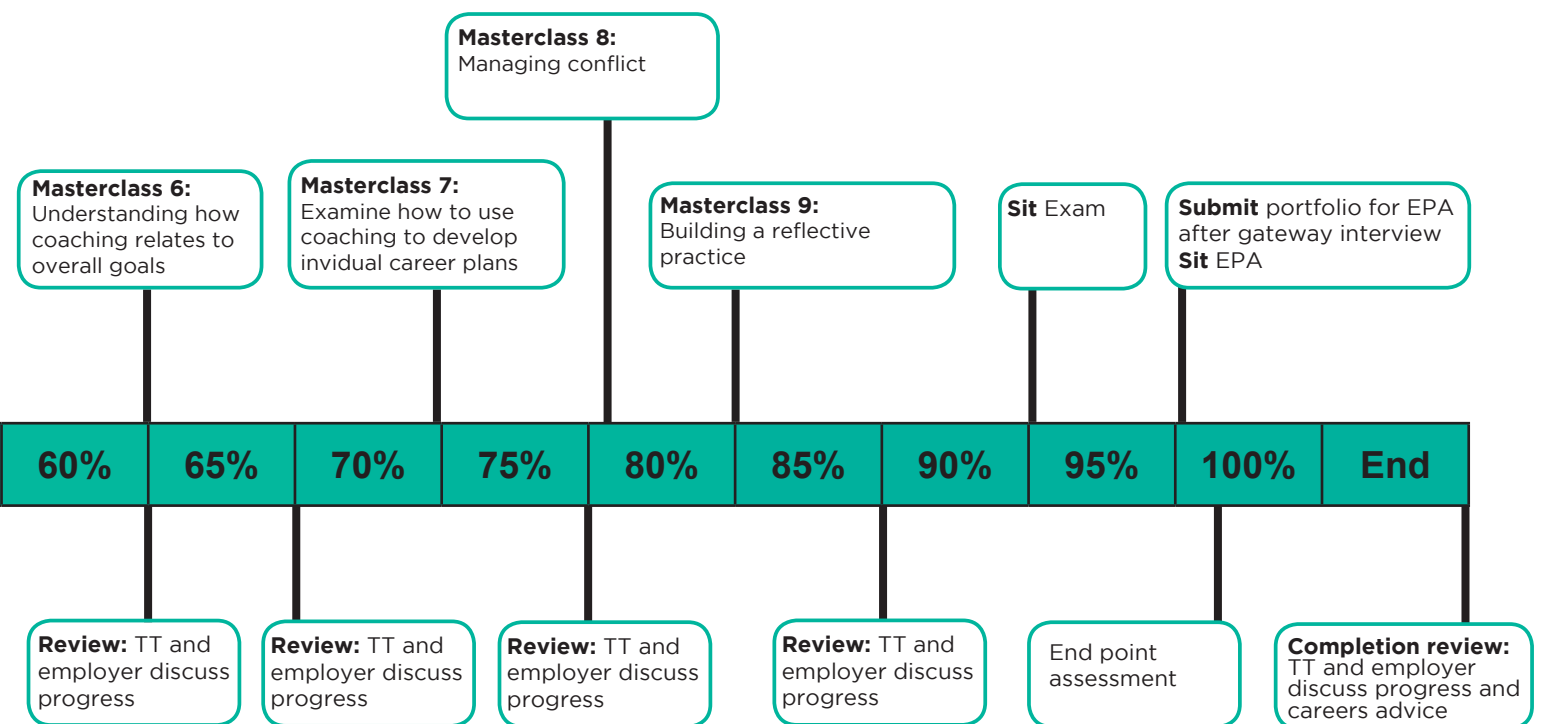 Masterclass 8:
Managing conflict
Masterclass 6:
Understanding how
coaching relates to
overall goals
Masterclass 7:
Examine how to use
coaching to develop
invidual career plans
Masterclass 9:
Building a reflective
practice
Sit Exam
Submit portfolio for EPA
after gateway interview
Sit EPA
60% 65% 70% 75% 80% 85% 90% 95% 100% End
Review: TT and
employer discuss
progress
Review: TT and
employer discuss
progress
Review: TT and
employer discuss
progress
Review: TT and
employer discuss
progress
End point
assessment
Completion review:
TT and employer
discuss progress and
careers advice